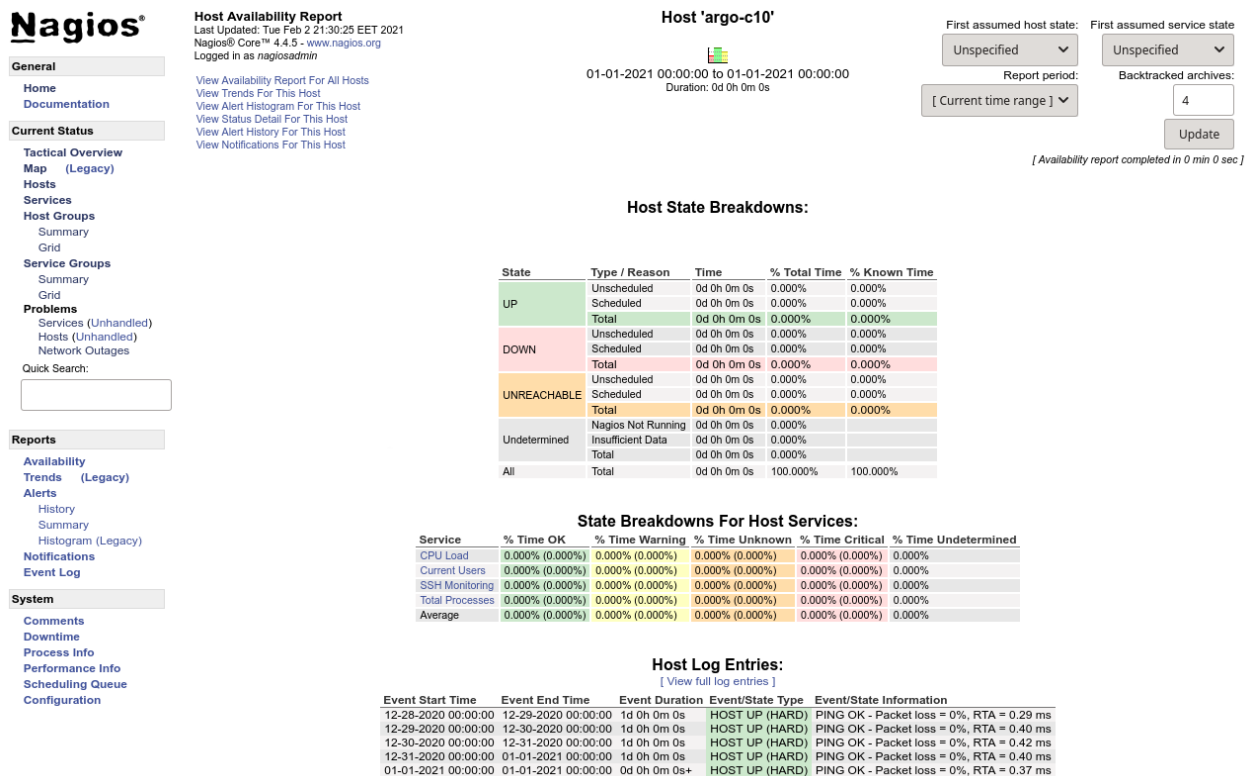 Nagios®
General
Home
Documentation
Current Status
Tactical Overview
Map (Legacy)
Hosts
Services
Host Groups
Summary
Grid
Service Groups
Summary
Grid
Problems
Services (Unhandled)
Hosts (Unhandled)
Network Outages
Quick Search:
Reports
Availability
Trends (Legacy)
Alerts
History
Summary
Histogram (Legacy)
Notifications
Event Log
System
Comments
Downtime
Process Info
Performance Info
Scheduling Queue
Configuration
Host Availability Report
Last Updated: Tue Feb 2 21:30:25 EET 2021
Nagios® Core™ 4.4.5 - www.nagios.org
Logged in as nagiosadmin
View Availability Report For All Hosts
View Trends For This Host
View Alert Histogram For This Host
View Status Detail For This Host
View Alert History For This Host
View Notifications For This Host
Host 'argo-c10'
01-01-2021 00:00:00 to 01-01-2021 00:00:00
Duration: 0d 0h 0m 0s
First assumed host state: First assumed service state
Unspecified Unspecified
Report period: Backtracked archives:
[ Current time range ] 4
Update
[ Availability report completed in 0 min 0 sec ]
Host State Breakdowns:
State Type / Reason Time % Total Time % Known Time
Unscheduled 0d 0h 0m 0s 0.000% 0.000%
UP Scheduled 0d 0h 0m 0s 0.000% 0.000%
Total 0d 0h 0m 0s 0.000% 0.000%
Unscheduled 0d 0h 0m 0s 0.000% 0.000%
DOWN Scheduled 0d 0h 0m 0s 0.000% 0.000%
Total 0d 0h 0m 0s 0.000% 0.000%
Unscheduled 0d 0h 0m 0s 0.000% 0.000%
UNREACHABLE Scheduled 0d 0h 0m 0s 0.000% 0.000%
Total 0d 0h 0m 0s 0.000% 0.000%
Nagios Not Running 0d 0h 0m 0s 0.000%
Undetermined Insufficient Data 0d 0h 0m 0s 0.000%
Total 0d 0h 0m 0s 0.000%
All Total 0d 0h 0m 0s 100.000% 100.000%
State Breakdowns For Host Services:
Service % Time OK % Time Warning % Time Unknown % Time Critical % Time Undetermined
CPU Load 0.000% (0.000%) 0.000% (0.000%) 0.000% (0.000%) 0.000% (0.000%) 0.000%
Current Users 0.000% (0.000%) 0.000% (0.000%) 0.000% (0.000%) 0.000% (0.000%) 0.000%
SSH Monitoring 0.000% (0.000%) 0.000% (0.000%) 0.000% (0.000%) 0.000% (0.000%) 0.000%
Total Processes 0.000% (0.000%) 0.000% (0.000%) 0.000% (0.000%) 0.000% (0.000%) 0.000%
Average 0.000% (0.000%) 0.000% (0.000%) 0.000% (0.000%) 0.000% (0.000%) 0.000%
Host Log Entries:
[ View full log entries ]
Event Start Time Event End Time Event Duration Event/State Type Event/State Information
12-28-2020 00:00:00 12-29-2020 00:00:00 1d 0h 0m 0s HOST UP (HARD) PING OK - Packet loss = 0%, RTA = 0.29 ms
12-29-2020 00:00:00 12-30-2020 00:00:00 1d 0h 0m 0s HOST UP (HARD) PING OK - Packet loss = 0%, RTA = 0.40 ms
12-30-2020 00:00:00 12-31-2020 00:00:00 1d 0h 0m 0s HOST UP (HARD) PING OK - Packet loss = 0%, RTA = 0.42 ms
12-31-2020 00:00:00 01-01-2021 00:00:00 1d 0h 0m 0s HOST UP (HARD) PING OK - Packet loss = 0%, RTA = 0.40 ms
01-01-2021 00:00:00 01-01-2021 00:00:00 0d 0h 0m 0s+ HOST UP (HARD) PING OK - Packet loss = 0%, RTA = 0.37 ms